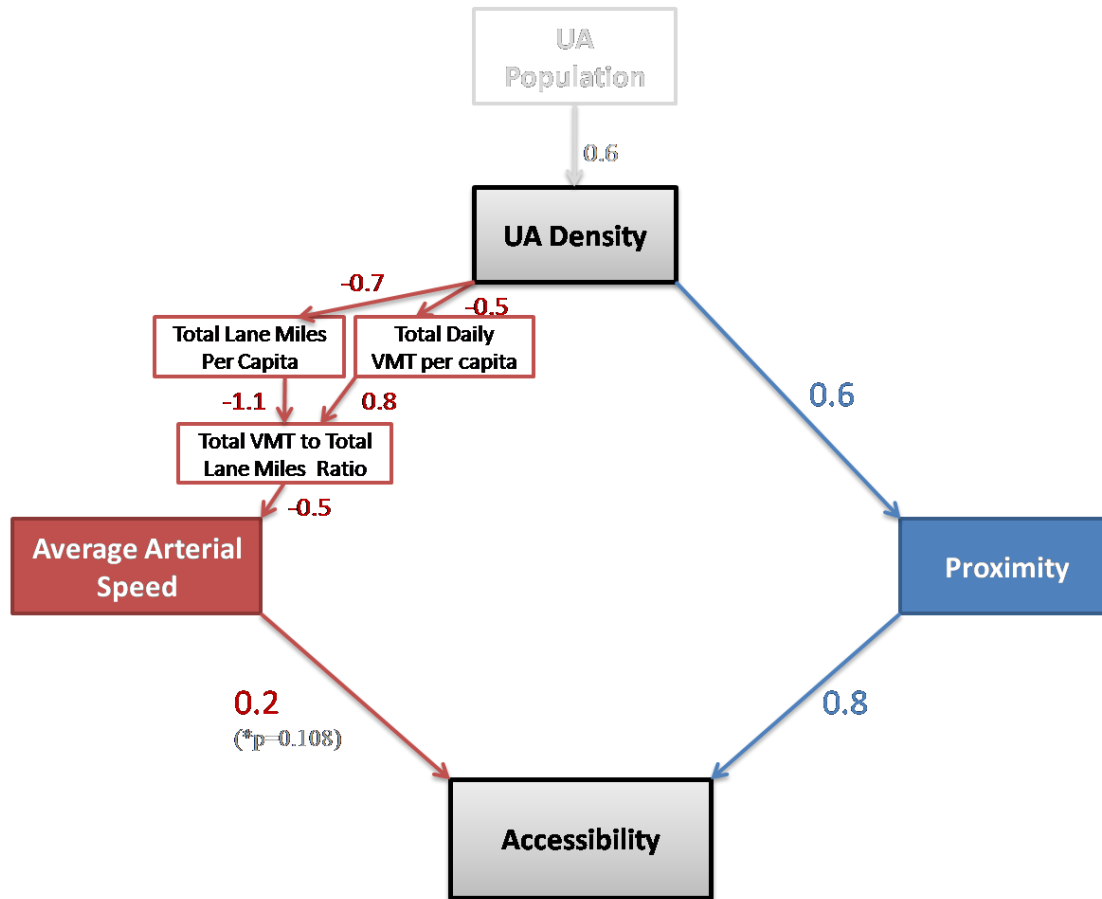 UA
Population
0.6
UA Density
-0.7
-0.5
Total Lane Miles
Per Capita
Total Daily
VMT per capita
-1.1
0.8
0.6
Total VMT to Total
Lane Miles Ratio
-0.5
Average Arterial
Speed
Proximity
0.2
(*p=0.108)
0.8
Accessibility